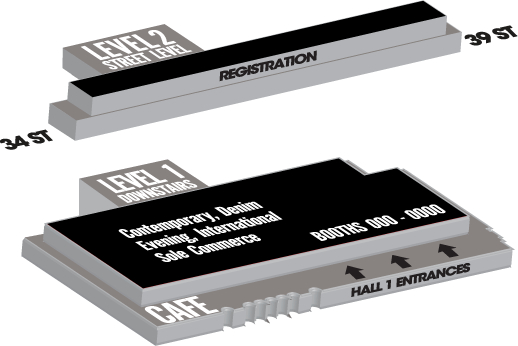 LEVEL 2
STREET LEVEL
39 ST
REGISTRATION
34 ST
LEVEL 1
DOWNSTAIRS
Contemporary, Denim
Evening, International
Sole Commerce
BOOTHS 000 - 0000
HALL 1 ENTRANCES
CAFE